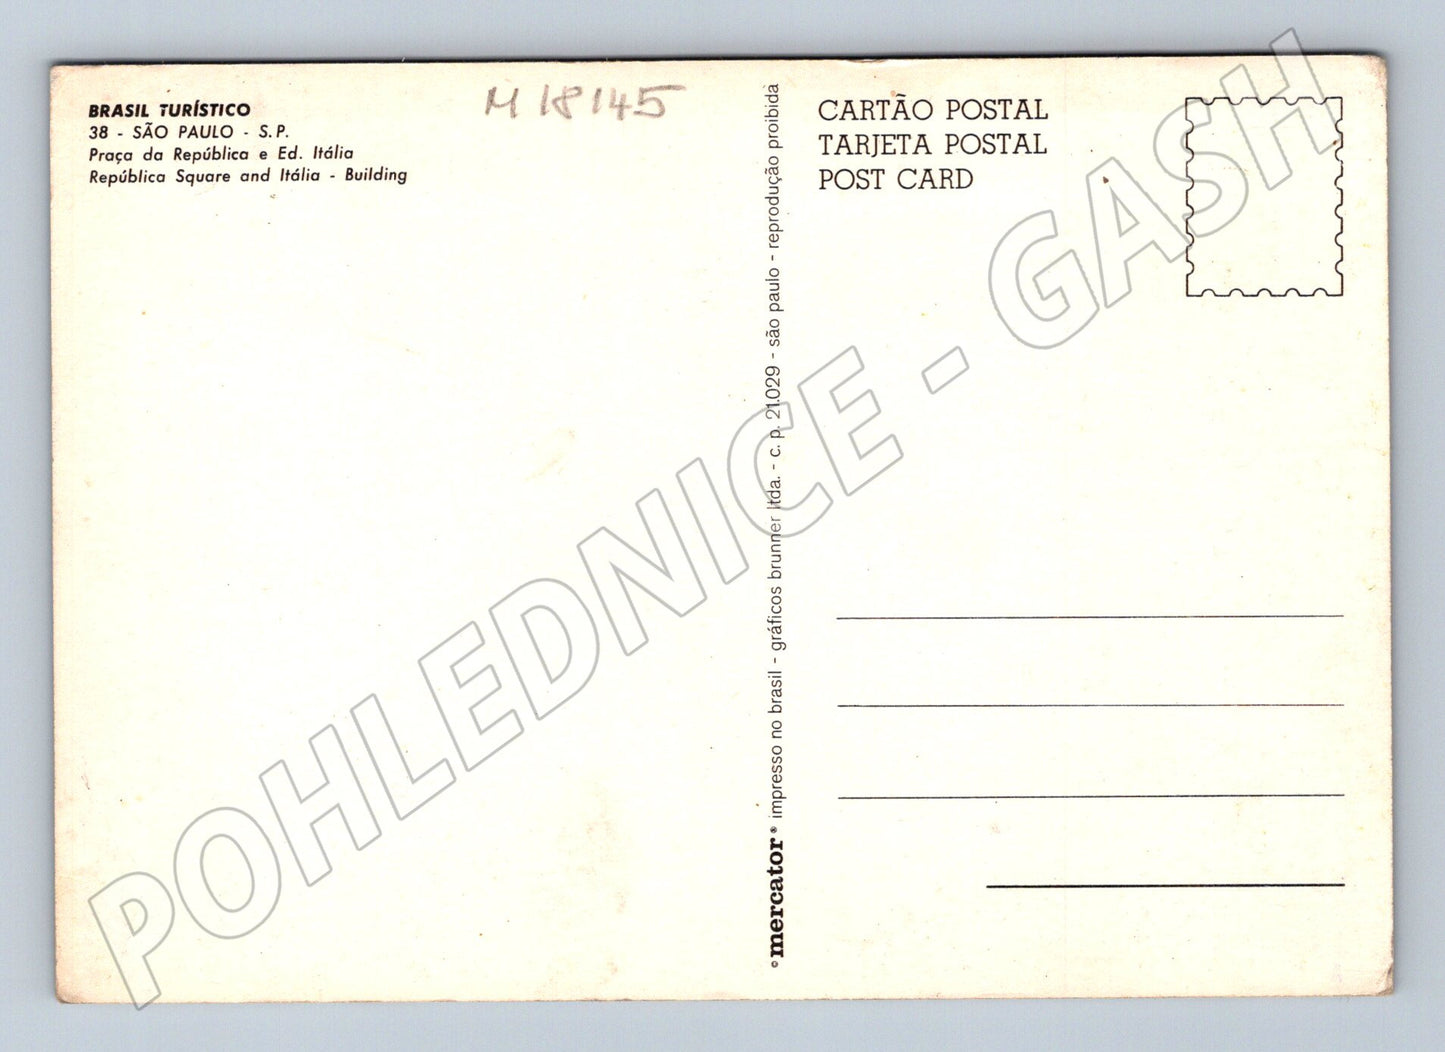 BRASIL TURÍSTICO
38 - SÃO PAULO - S.P.
Praça da República e Ed. Itália
República Square and Itália - Building
M 18145
©mercator® impresso no brasil - gráficos brunner ltda. - c. p. 21.029 - são paulo - reprodução proibida
CARTÃO POSTAL
TARJETA POSTAL
POST CARD
POHLEDNICE - GASH